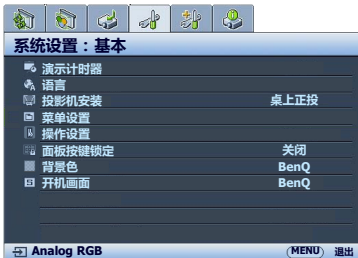 系统设置：基本
演示计时器
语言
投影机安装 桌上正投
菜单设置
操作设置
面板按键锁定 关闭
背景色 BenQ
开机画面 BenQ
Analog RGB MENU 退出